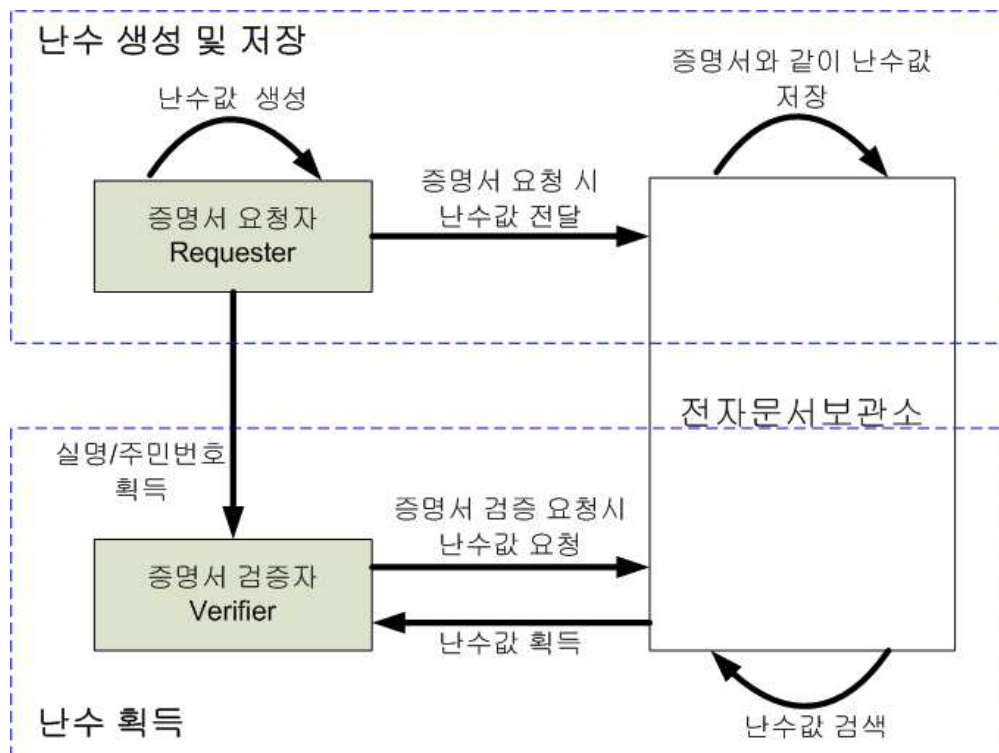 난수 생성 및 저장
난수값 생성
증명서와 같이 난수값
저장
증명서 요청자
Requester
증명서 요청 시
난수값 전달
전자문서보관소
실명/주민번호
획득
증명서 검증자
Verifier
증명서 검증 요청시
난수값 요청
난수값 획득
난수값 검색
난수 획득